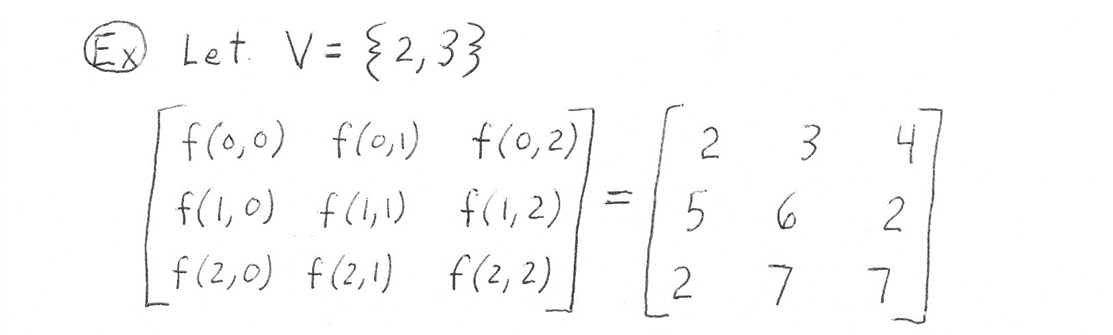 Ex Let V = {2,3}
[f(0,0) f(0,1) f(0,2)] = [2 3 4]
[f(1,0) f(1,1) f(1,2)] = [5 6 2]
[f(2,0) f(2,1) f(2,2)] = [2 7 7]